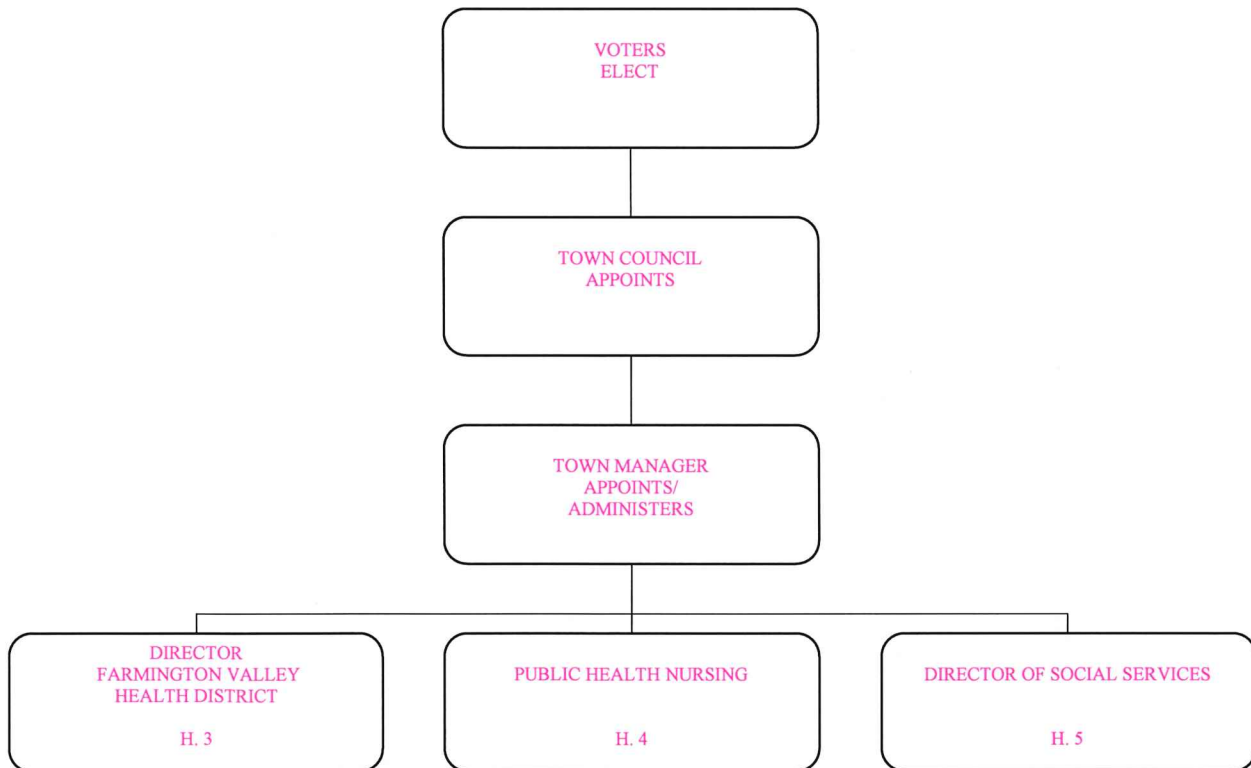 VOTERS
ELECT
TOWN COUNCIL
APPOINTS
TOWN MANAGER
APPOINTS/
ADMINISTERS
DIRECTOR
FARMINGTON VALLEY
HEALTH DISTRICT
H. 3
PUBLIC HEALTH NURSING
H. 4
DIRECTOR OF SOCIAL SERVICES
H. 5